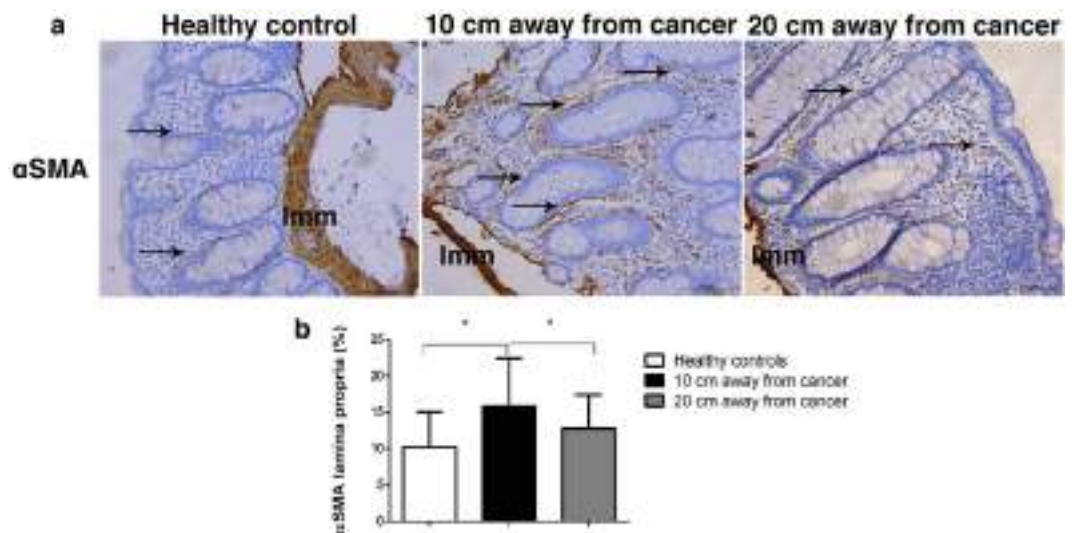 a
Healthy control
10 cm away from cancer
20 cm away from cancer
αSMA
lmm
lmm
lmm
b
* *
αSMA lamina propria (%)
25
20
15
10
5
0
Healthy controls
10 cm away from cancer
20 cm away from cancer